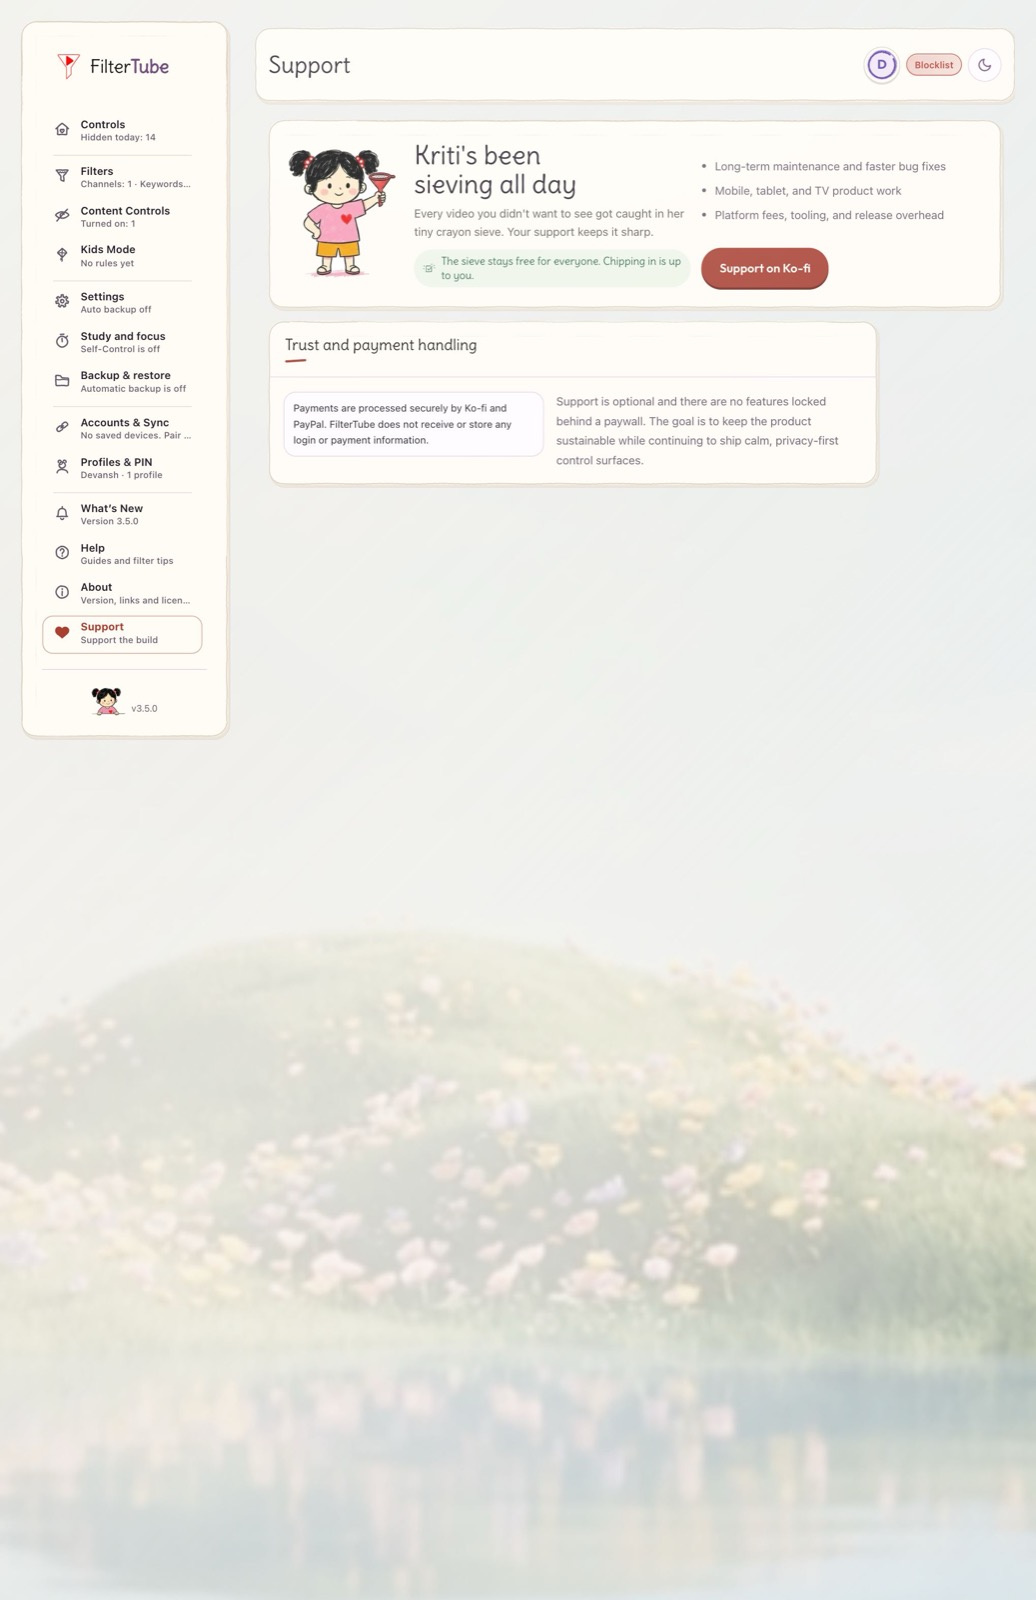 FilterTube
Controls
Hidden today: 14
Filters
Channels: 1 · Keywords...
Content Controls
Turned on: 1
Kids Mode
No rules yet
Settings
Auto backup off
Study and focus
Self-Control is off
Backup & restore
Automatic backup is off
Accounts & Sync
No saved devices. Pair ...
Profiles & PIN
Devansh · 1 profile
What's New
Version 3.5.0
Help
Guides and filter tips
About
Version, links and licen...
Support
Support the build
v3.5.0
Support
D
Blocklist
Kriti's been
sieving all day
Every video you didn't want to see got caught in her
tiny crayon sieve. Your support keeps it sharp.
The sieve stays free for everyone. Chipping in is up
to you.
• Long-term maintenance and faster bug fixes
• Mobile, tablet, and TV product work
• Platform fees, tooling, and release overhead
Support on Ko-fi
Trust and payment handling
Payments are processed securely by Ko-fi and
PayPal. FilterTube does not receive or store any
login or payment information.
Support is optional and there are no features locked
behind a paywall. The goal is to keep the product
sustainable while continuing to ship calm, privacy-first
control surfaces.